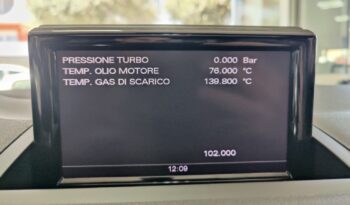 PRESSIONE TURBO 0.000 Bar
TEMP. OLIO MOTORE 76.000 °C
TEMP. GAS DI SCARICO 139.800 °C
102.000
12:09